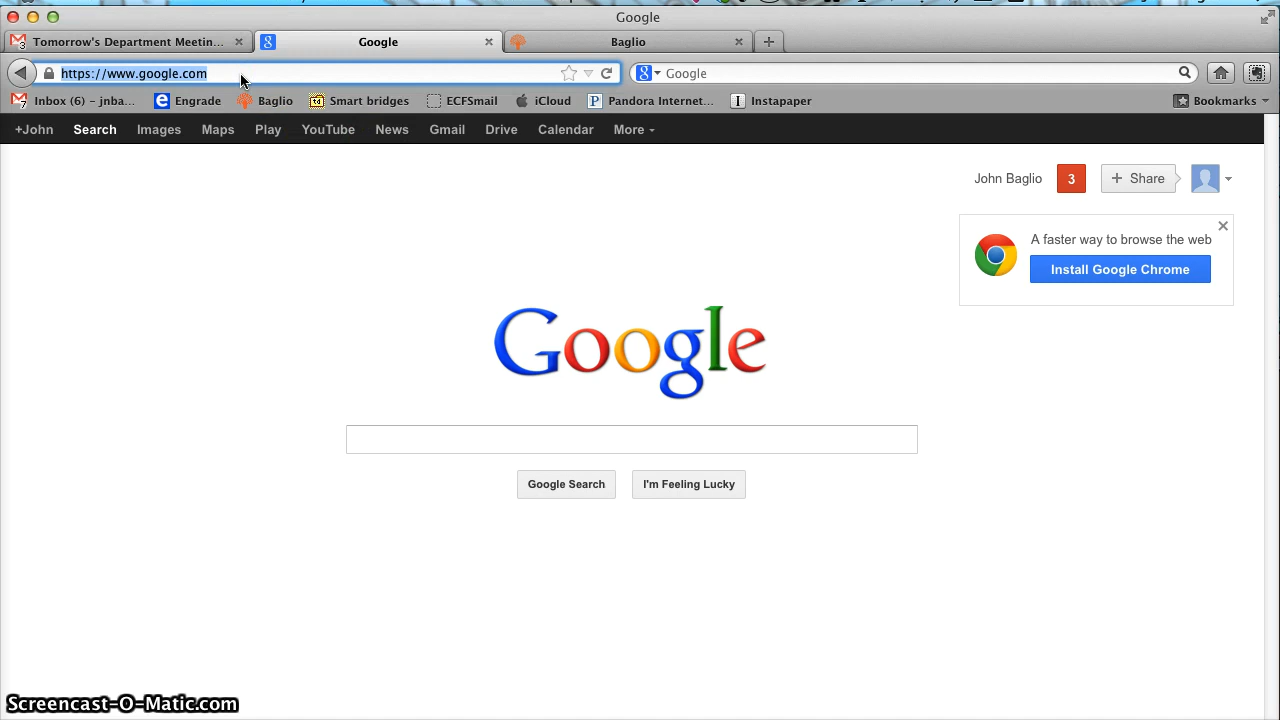 Google
Tomorrow's Department Meetin...
Google
Baglio
https://www.google.com
Google
Inbox (6) – jnba...
Engrade
Baglio
Smart bridges
ECFSmail
iCloud
Pandora Internet...
Instapaper
Bookmarks
+John
Search
Images
Maps
Play
YouTube
News
Gmail
Drive
Calendar
More
John Baglio
3
+ Share
A faster way to browse the web
Install Google Chrome
Google
Google Search
I'm Feeling Lucky
Screencast-O-Matic.com